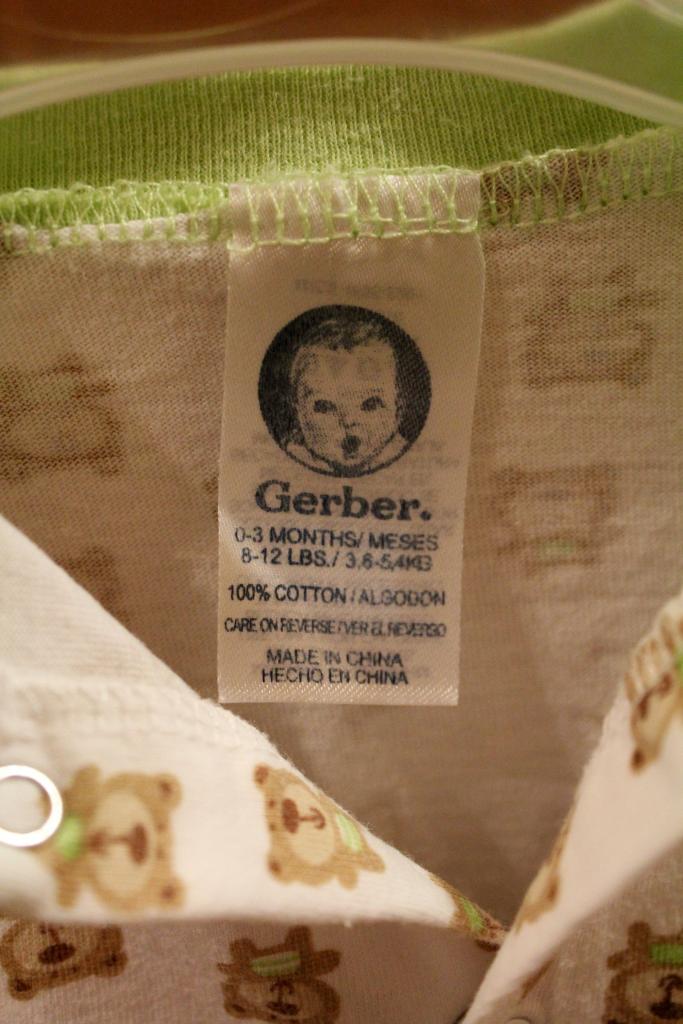 Gerber.
0-3 MONTHS/ MESES
8-12 LBS./ 3,6-5,4KG
100% COTTON / ALGODON
CARE ON REVERSE / VER EL REVERSO
MADE IN CHINA
HECHO EN CHINA